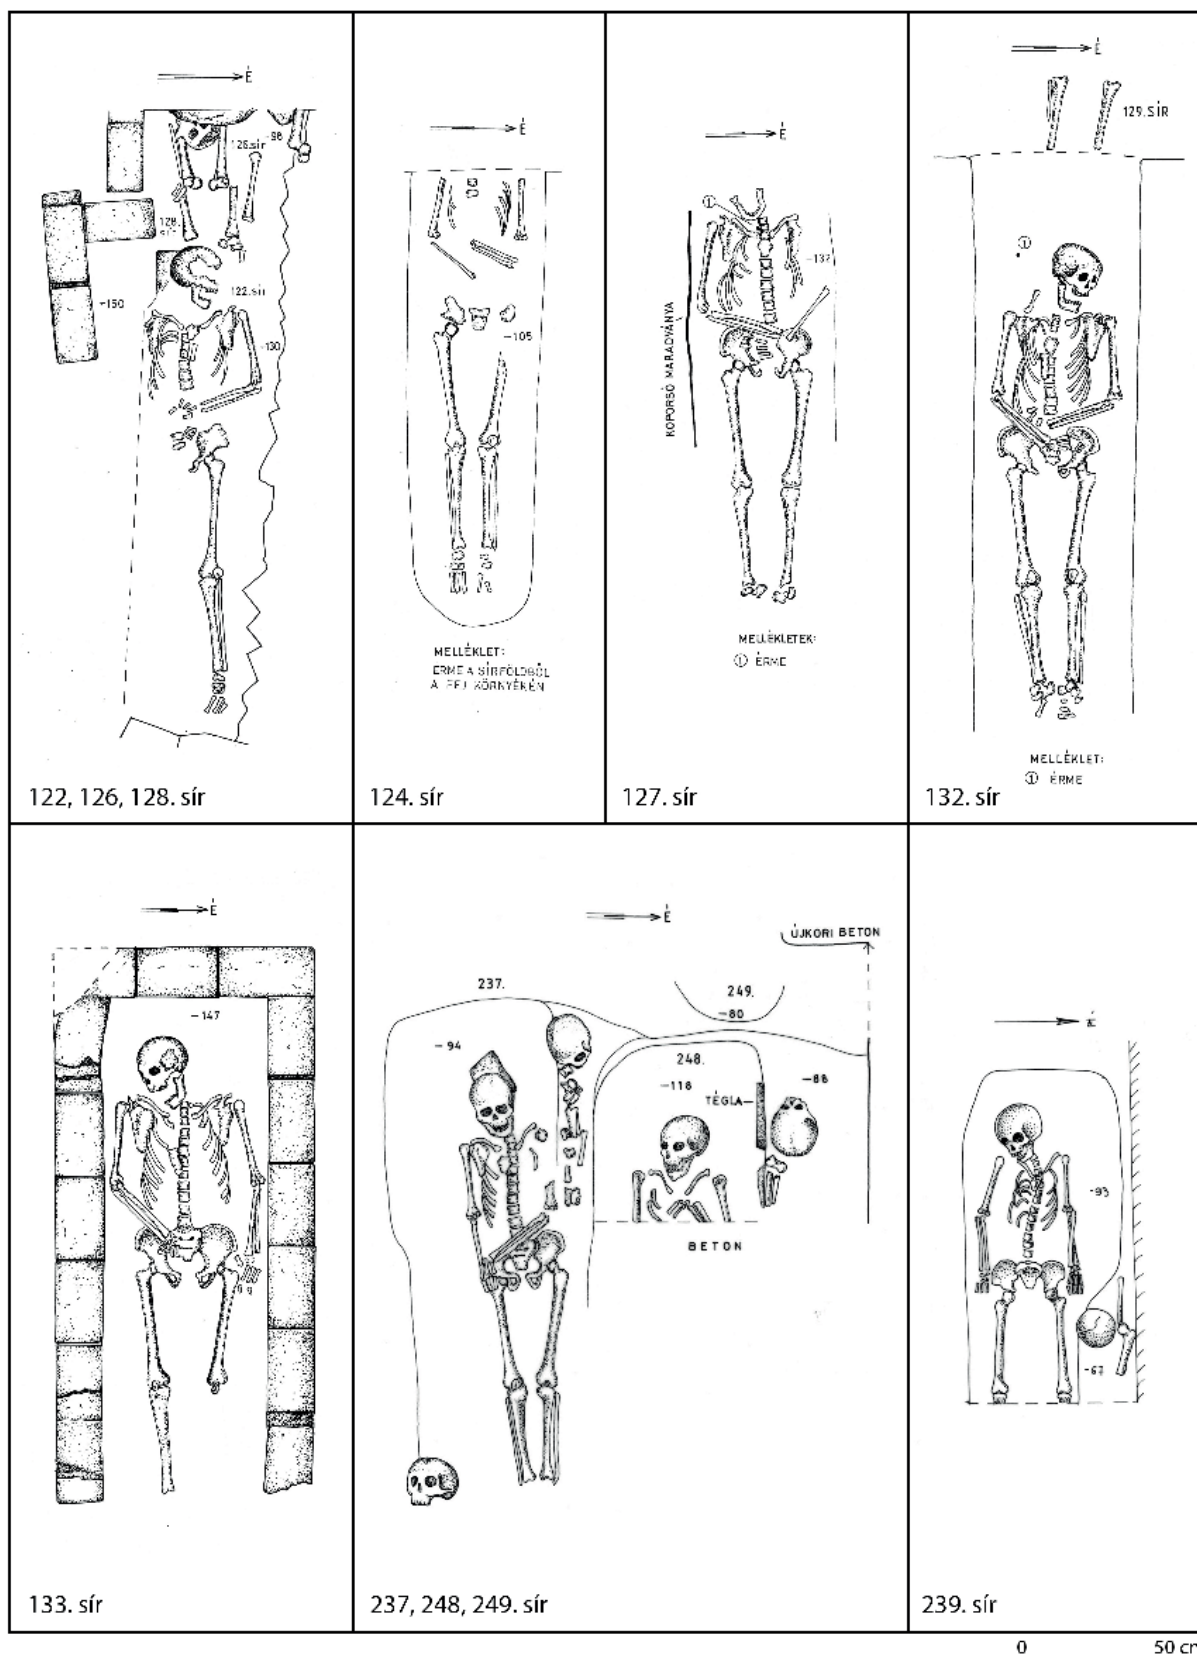 É
126. sír
-98
128.
sír
122. sír
-150
-130
122, 126, 128. sír
É
-105
MELLÉKLET:
ÉRME A SÍRFÖLDBŐL
A FEJ KÖRNYÉKÉN
124. sír
É
①
-132
KOPORSÓ MARADVÁNYA
MELLÉKLETEK:
① ÉRME
127. sír
É
129. SÍR
①
MELLÉKLET:
① ÉRME
132. sír
É
-147
133. sír
É
ÚJKORI BETON
237.
249.
-80
-94
248.
-118
-88
TÉGLA
BETON
237, 248, 249. sír
É
-93
-67
239. sír
0 50 cm